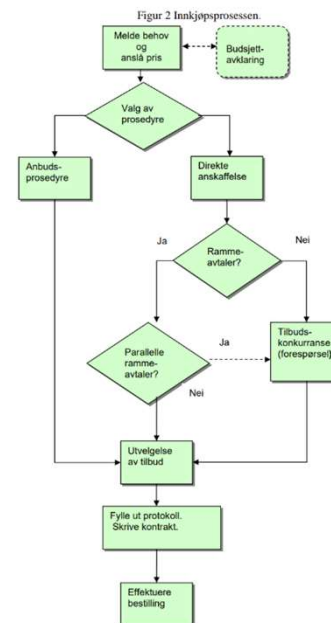 Figur 2 Innkjøpsprosessen.
Melde behov
og
anslå pris
Budsjett-
avklaring
Valg av
prosedyre
Anbuds-
prosedyre
Direkte
anskaffelse
Ja
Nei
Ramme-
avtaler?
Parallelle
ramme-
avtaler?
Ja
Tilbuds-
konkurranse
(forespørsel)
Nei
Utvelgelse
av tilbud
Fylle ut protokoll.
Skrive kontrakt.
Effektuere
bestilling